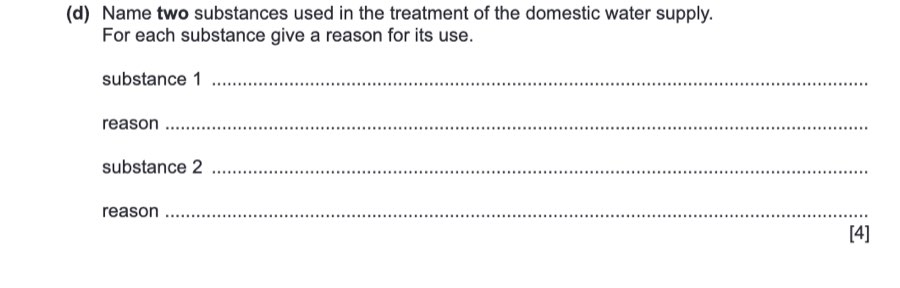 (d) Name two substances used in the treatment of the domestic water supply.
For each substance give a reason for its use.
substance 1 ........................................................................................................................
reason ................................................................................................................................
substance 2 ........................................................................................................................
reason ................................................................................................................................
[4]